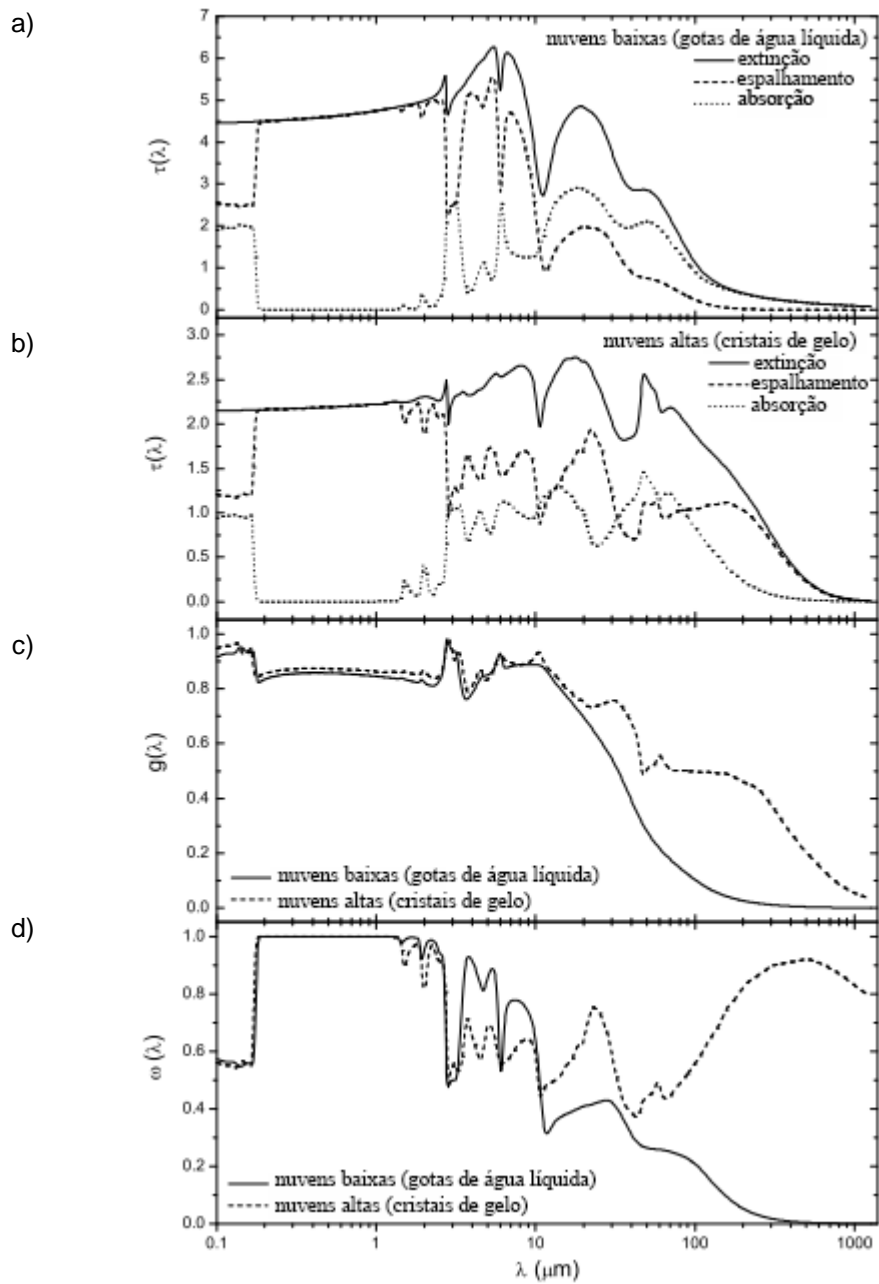 a)
7
6
5
4
3
2
1
0
τ(λ)
nuvens baixas (gotas de água líquida)
extinção
espalhamento
absorção
b)
3.0
2.5
2.0
1.5
1.0
0.5
0.0
τ(λ)
nuvens altas (cristais de gelo)
extinção
espalhamento
absorção
c)
1.0
0.8
0.6
0.4
0.2
0.0
g(λ)
nuvens baixas (gotas de água líquida)
nuvens altas (cristais de gelo)
d)
1.0
0.8
0.6
0.4
0.2
0.0
ω(λ)
nuvens baixas (gotas de água líquida)
nuvens altas (cristais de gelo)
0.1 1 10 100 1000
λ (μm)